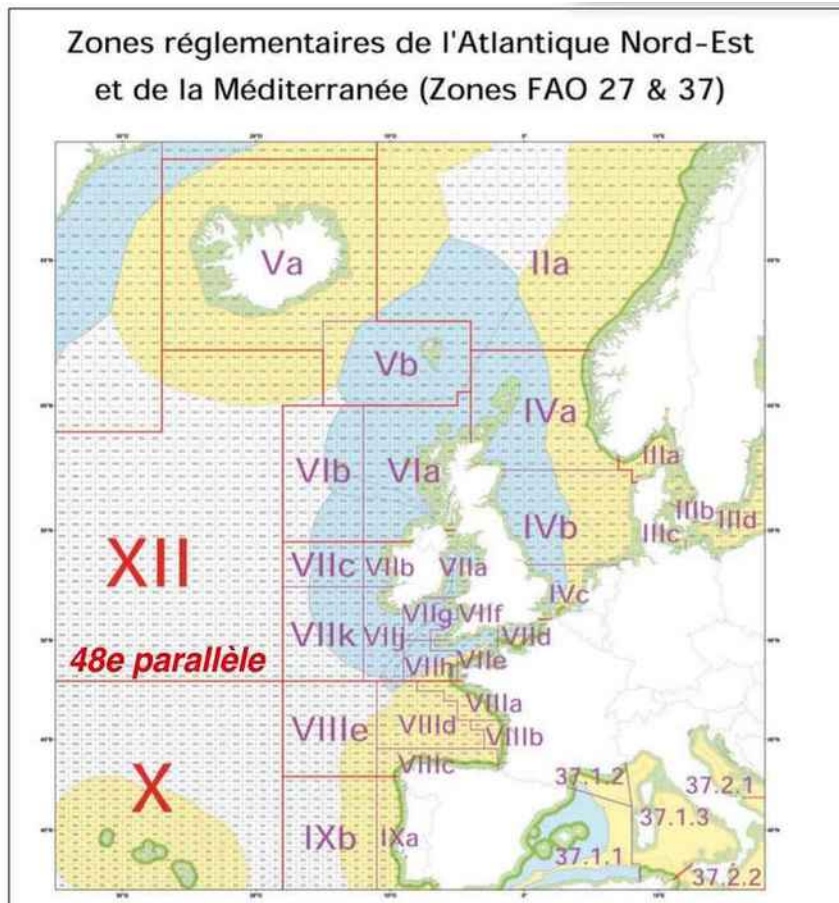 Zones réglementaires de l'Atlantique Nord-Est
et de la Méditerranée (Zones FAO 27 & 37)
Va
IIa
Vb
IVa
VIb
VIa
IIIa
IIIb
IIId
IIIc
IVb
XII
VIIc
VIIb
VIIa
IVc
VIIg
VIIf
VIIk
VIIj
VIId
48e parallèle
VIIh
VIIe
VIIIa
VIIIe
VIIId
VIIIb
VIIIc
X
37.1.2
37.2.1
37.1.3
IXb
IXa
37.1.1
37.2.2